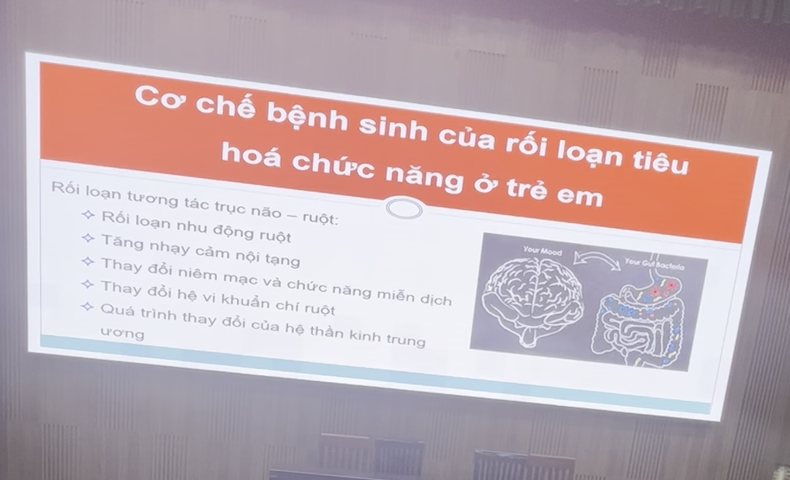 Cơ chế bệnh sinh của rối loạn tiêu
hoá chức năng ở trẻ em
Rối loạn tương tác trục não – ruột:
Rối loạn nhu động ruột
Tăng nhạy cảm nội tạng
Thay đổi niêm mạc và chức năng miễn dịch
Thay đổi hệ vi khuẩn chí ruột
Quá trình thay đổi của hệ thần kinh trung
ương
Your Mood
Your Gut Bacteria